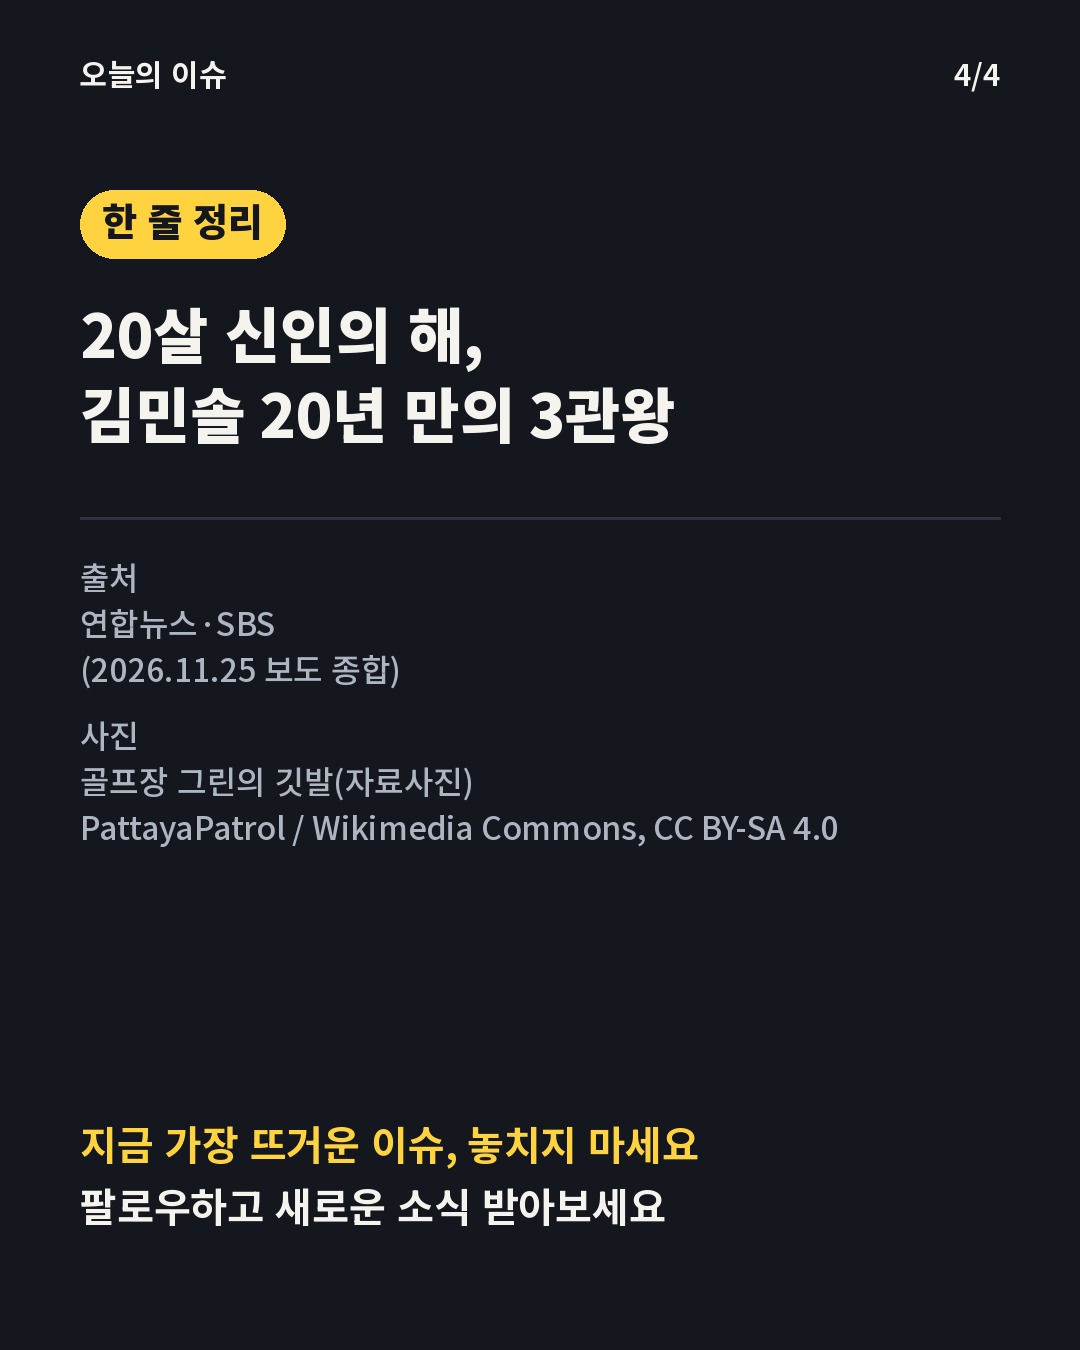 오늘의 이슈
4/4
한 줄 정리
20살 신인의 해,
김민솔 20년 만의 3관왕
출처
연합뉴스·SBS
(2026.11.25 보도 종합)
사진
골프장 그린의 깃발(자료사진)
PattayaPatrol / Wikimedia Commons, CC BY-SA 4.0
지금 가장 뜨거운 이슈, 놓치지 마세요
팔로우하고 새로운 소식 받아보세요